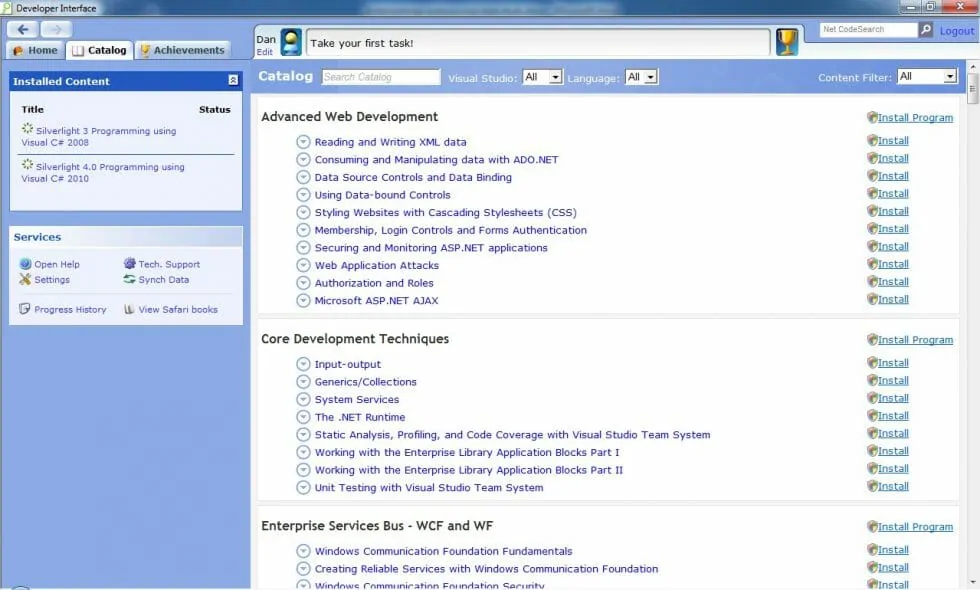 Developer Interface
Home
Catalog
Achievements
Dan
Edit
Take your first task!
Net CodeSearch
Logout
Installed Content
Title Status
Silverlight 3 Programming using
Visual C# 2008
Silverlight 4.0 Programming using
Visual C# 2010
Services
Open Help Tech. Support
Settings Synch Data
Progress History View Safari books
Catalog Search Catalog Visual Studio: All Language: All Content Filter: All
Advanced Web Development Install Program
Reading and Writing XML data Install
Consuming and Manipulating data with ADO.NET Install
Data Source Controls and Data Binding Install
Using Data-bound Controls Install
Styling Websites with Cascading Stylesheets (CSS) Install
Membership, Login Controls and Forms Authentication Install
Securing and Monitoring ASP.NET applications Install
Web Application Attacks Install
Authorization and Roles Install
Microsoft ASP.NET AJAX Install
Core Development Techniques Install Program
Input-output Install
Generics/Collections Install
System Services Install
The .NET Runtime Install
Static Analysis, Profiling, and Code Coverage with Visual Studio Team System Install
Working with the Enterprise Library Application Blocks Part I Install
Working with the Enterprise Library Application Blocks Part II Install
Unit Testing with Visual Studio Team System Install
Enterprise Services Bus - WCF and WF Install Program
Windows Communication Foundation Fundamentals Install
Creating Reliable Services with Windows Communication Foundation Install
Windows Communication Foundation Security Install